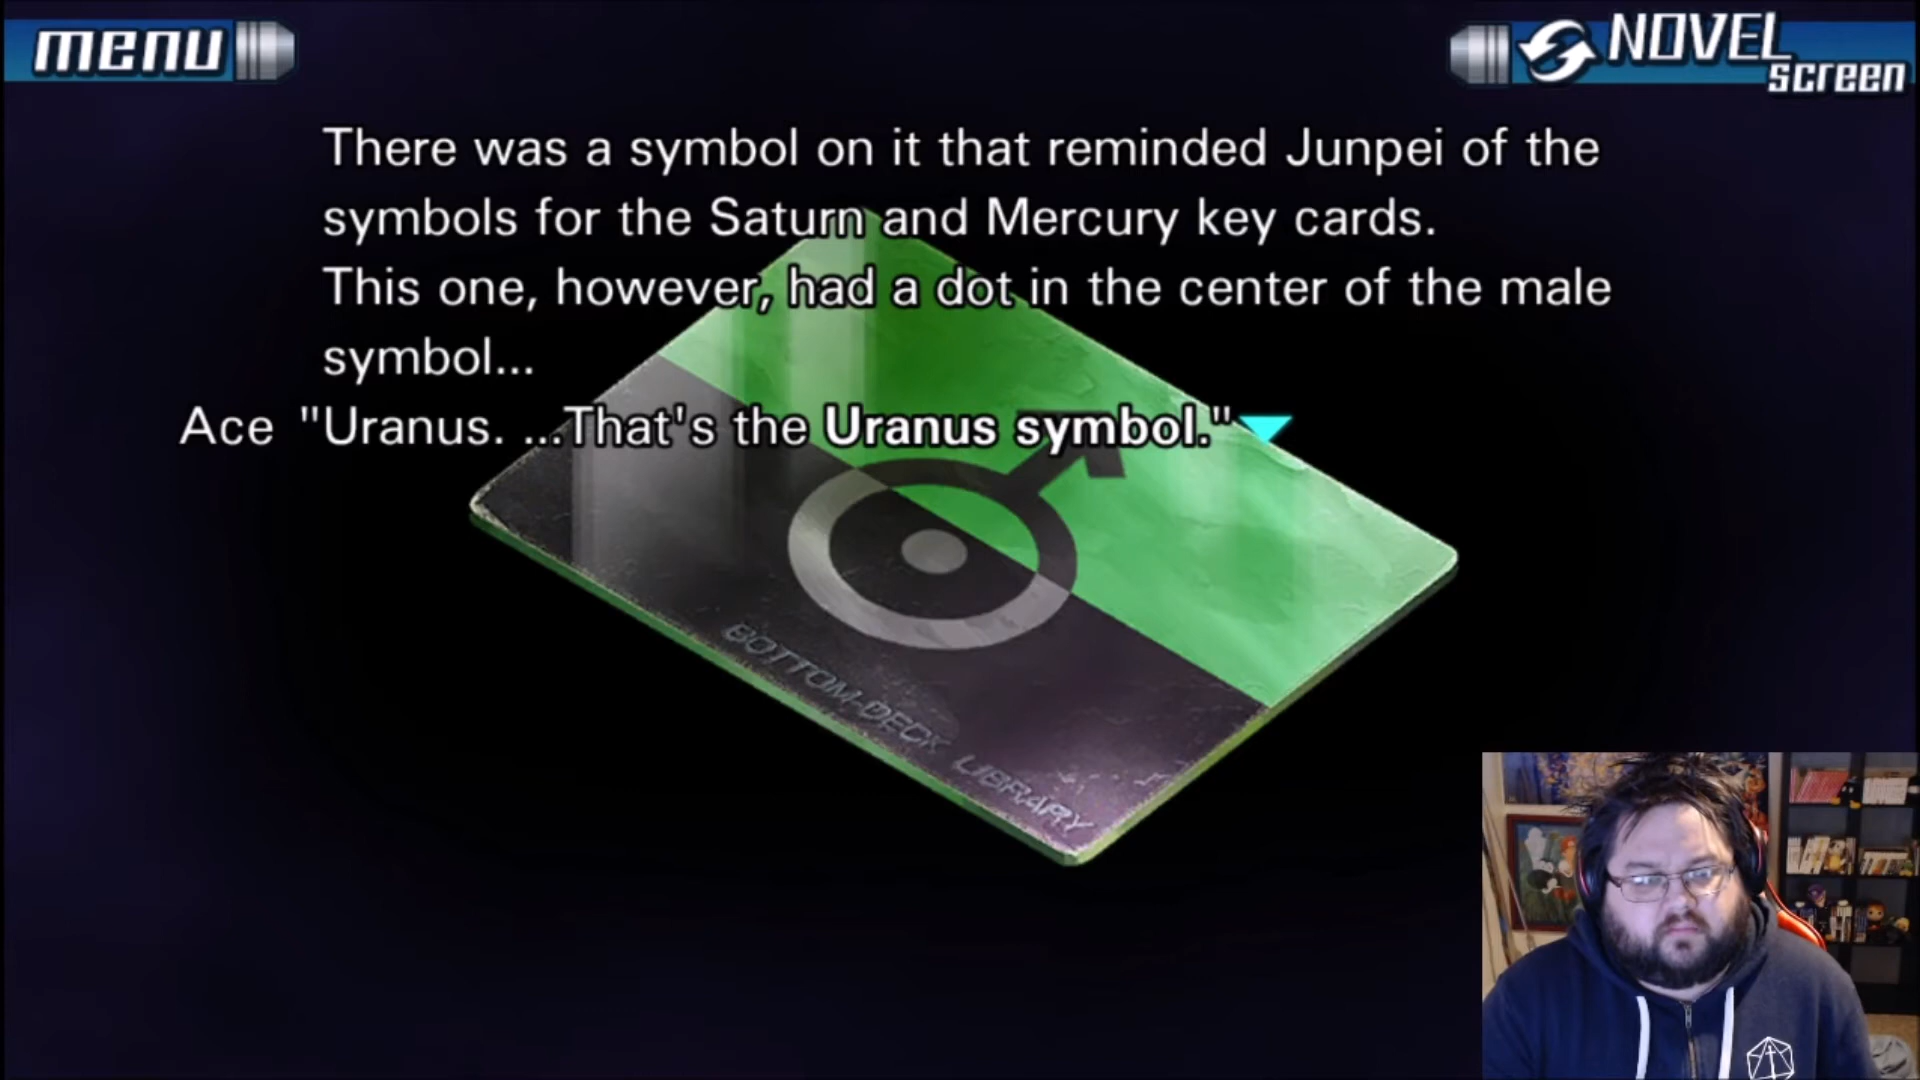 menu
NOVEL
screen
There was a symbol on it that reminded Junpei of the
symbols for the Saturn and Mercury key cards.
This one, however, had a dot in the center of the male
symbol...
Ace "Uranus. ...That's the Uranus symbol."
BOTTOM-DECK LIBRARY